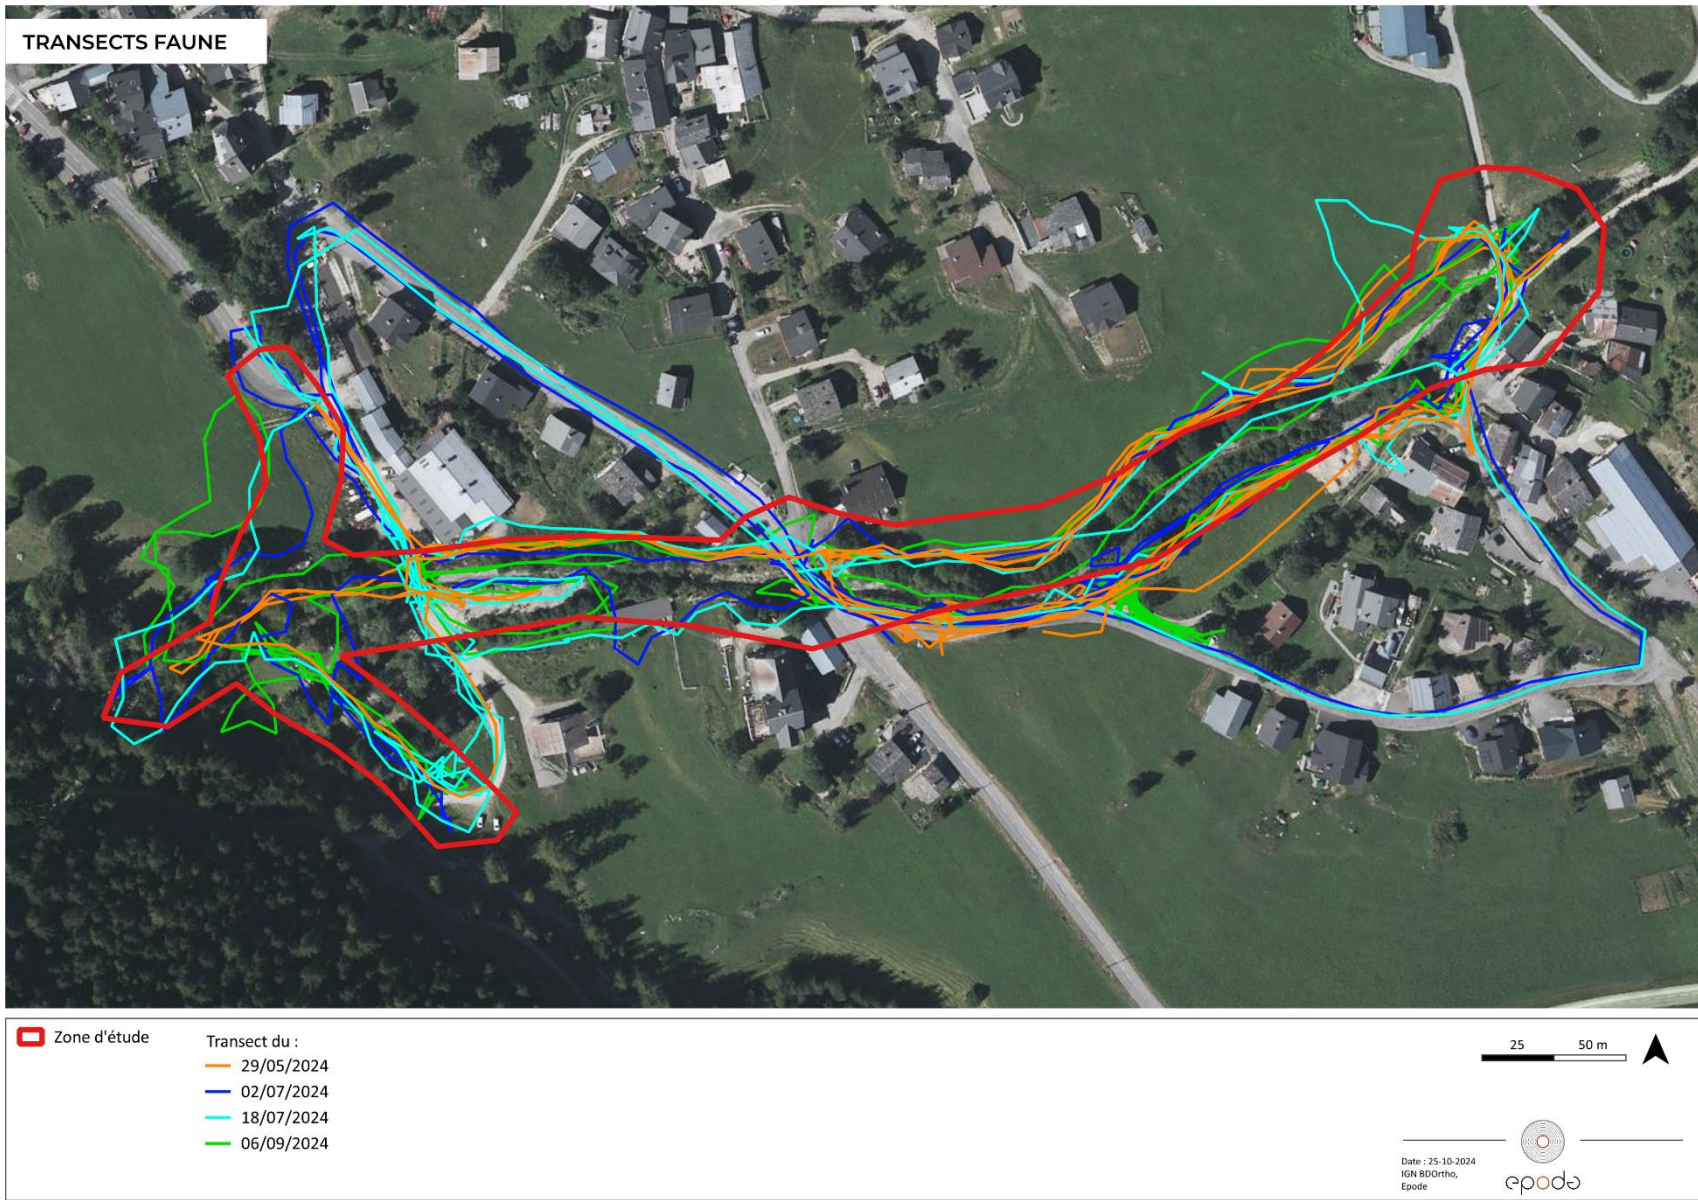 TRANSECTS FAUNE
Zone d'étude
Transect du :
29/05/2024
02/07/2024
18/07/2024
06/09/2024
25 50 m
Date : 25-10-2024
IGN BDOrtho,
Epode
epode